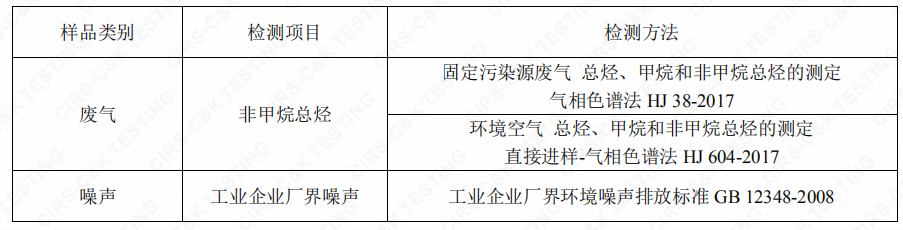 样品类别 检测项目 检测方法
固定污染源废气 总烃、甲烷和非甲烷总烃的测定
气相色谱法 HJ 38-2017
废气 非甲烷总烃
环境空气 总烃、甲烷和非甲烷总烃的测定
直接进样-气相色谱法 HJ 604-2017
噪声 工业企业厂界噪声 工业企业厂界环境噪声排放标准 GB 12348-2008
CIRS-C&K TESTING